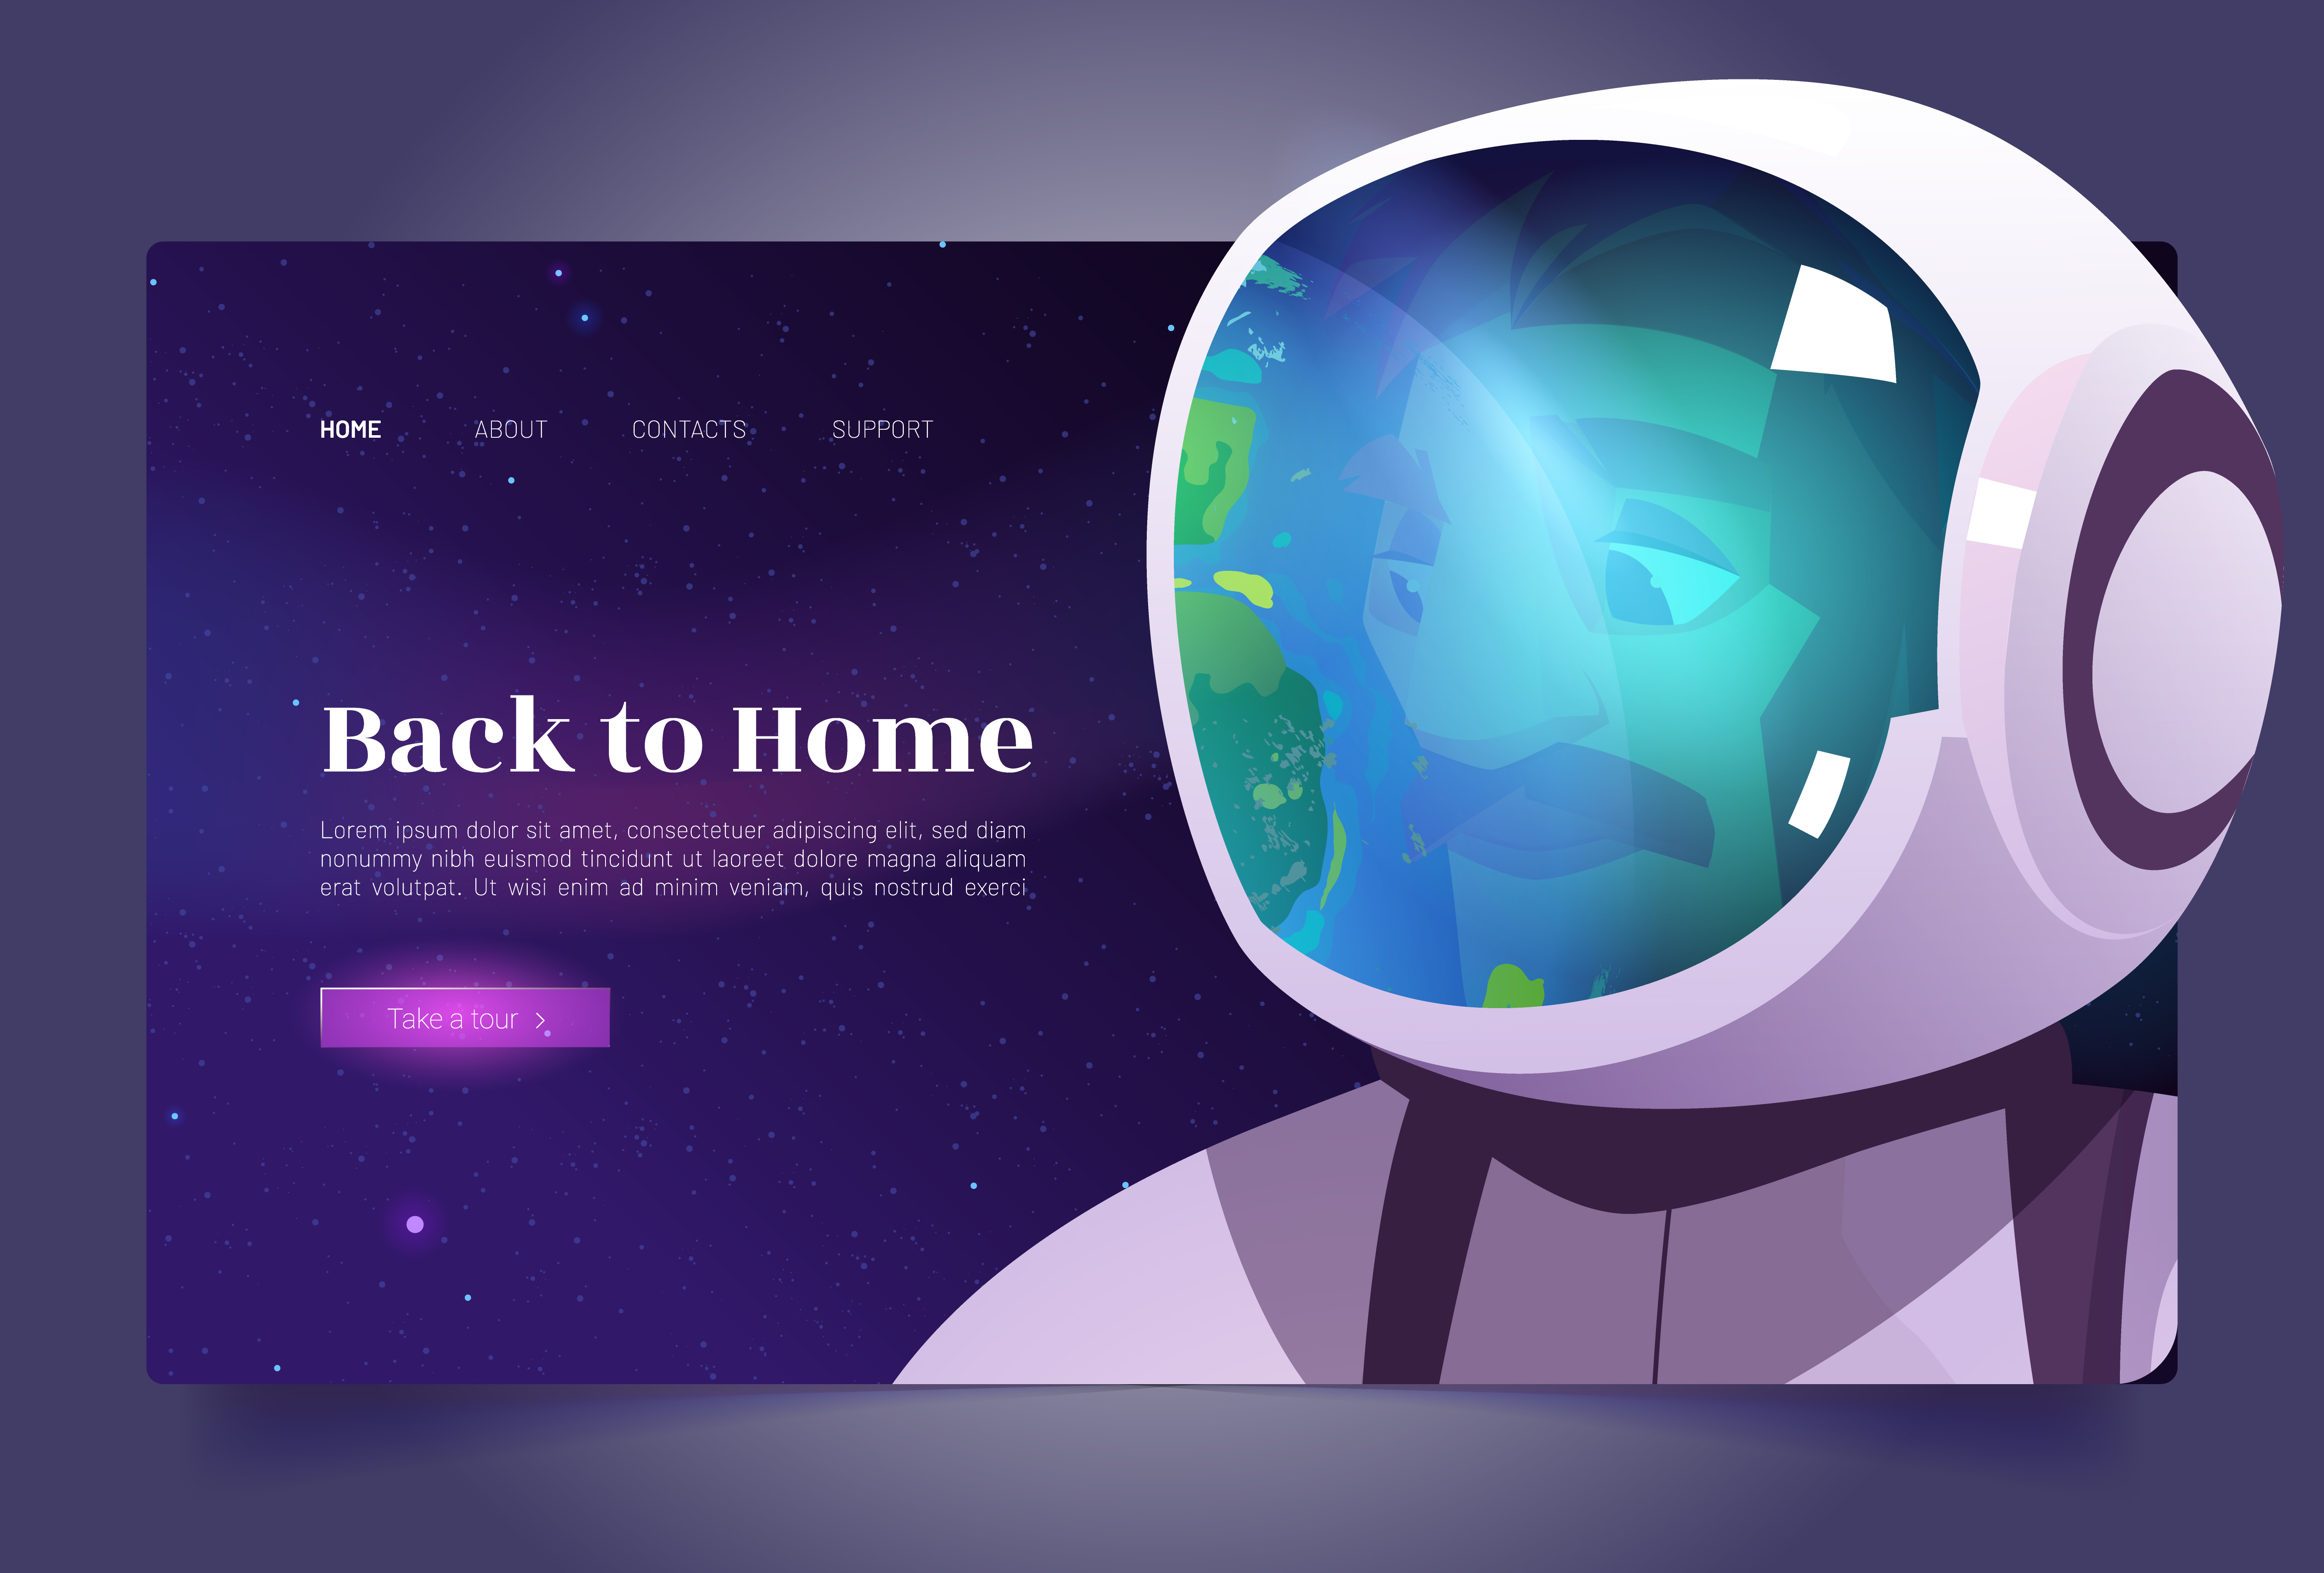 HOME ABOUT CONTACTS SUPPORT
Back to Home
Lorem ipsum dolor sit amet, consectetuer adipiscing elit, sed diam
nonummy nibh euismod tincidunt ut laoreet dolore magna aliquam
erat volutpat. Ut wisi enim ad minim veniam, quis nostrud exerci
Take a tour >